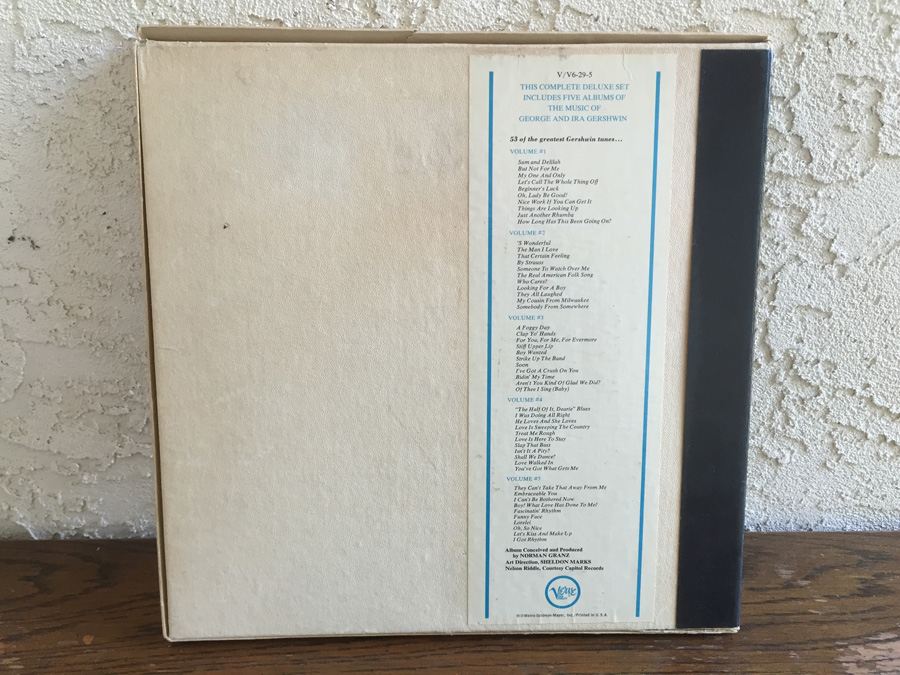 V/V6-29-5
THIS COMPLETE DELUXE SET
INCLUDES FIVE ALBUMS OF
THE MUSIC OF
GEORGE AND IRA GERSHWIN
53 of the greatest Gershwin tunes...
VOLUME #1
Sam and Delilah
But Not For Me
My One And Only
Let's Call The Whole Thing Off
Beginner's Luck
Oh, Lady Be Good!
Nice Work If You Can Get It
Things Are Looking Up
Just Another Rhumba
How Long Has This Been Going On?
VOLUME #2
'S Wonderful
The Man I Love
That Certain Feeling
By Strauss
Someone To Watch Over Me
The Real American Folk Song
Who Cares?
Looking For A Boy
They All Laughed
My Cousin From Milwaukee
Somebody From Somewhere
VOLUME #3
A Foggy Day
Clap Yo' Hands
For You, For Me, For Evermore
Stiff Upper Lip
Boy Wanted
Strike Up The Band
Soon
I've Got A Crush On You
Bidin' My Time
Aren't You Kind Of Glad We Did?
Of Thee I Sing (Baby)
VOLUME #4
"The Half Of It, Dearie" Blues
I Was Doing All Right
He Loves And She Loves
Love Is Sweeping The Country
Treat Me Rough
Love Is Here To Stay
Slap That Bass
Isn't It A Pity?
Shall We Dance?
Love Walked In
You've Got What Gets Me
VOLUME #5
They Can't Take That Away From Me
Embraceable You
I Can't Be Bothered Now
Boy! What Love Has Done To Me!
Fascinatin' Rhythm
Funny Face
Lorelei
Oh, So Nice
Let's Kiss And Make Up
I Got Rhythm
Album Conceived and Produced
by NORMAN GRANZ
Art Direction, SHELDON MARKS
Nelson Riddle, Courtesy Capitol Records
Verve
Metro-Goldwyn-Mayer, Inc./Printed in U.S.A.